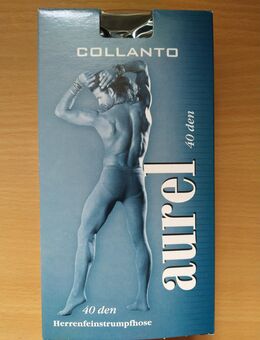 COLLANTO
aurel
40 den
40 den
Herrenfeinstrumpfhose